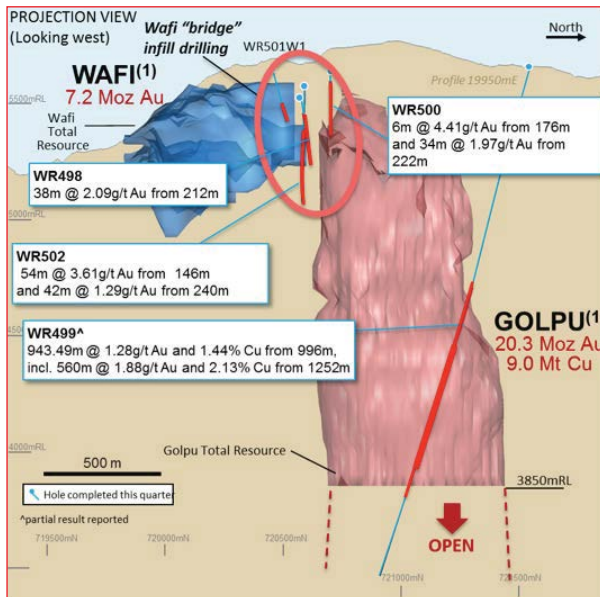 PROJECTION VIEW
(Looking west)
Wafi “bridge”
infill drilling
WR501W1
North
WAFI(1)
7.2 Moz Au
Profile 19950mE
5500mRL
Wafi
Total
Resource
WR500
6m @ 4.41g/t Au from 176m
and 34m @ 1.97g/t Au from
222m
WR498
38m @ 2.09g/t Au from 212m
5000mRL
WR502
54m @ 3.61g/t Au from 146m
and 42m @ 1.29g/t Au from 240m
WR499^
943.49m @ 1.28g/t Au and 1.44% Cu from 996m,
incl. 560m @ 1.88g/t Au and 2.13% Cu from 1252m
GOLPU(1
20.3 Moz Au
9.0 Mt Cu
4000mRL
Golpu Total Resource
500 m
3850mRL
Hole completed this quarter
^partial result reported
OPEN
719500mN
720000mN
720500mN
721000mN